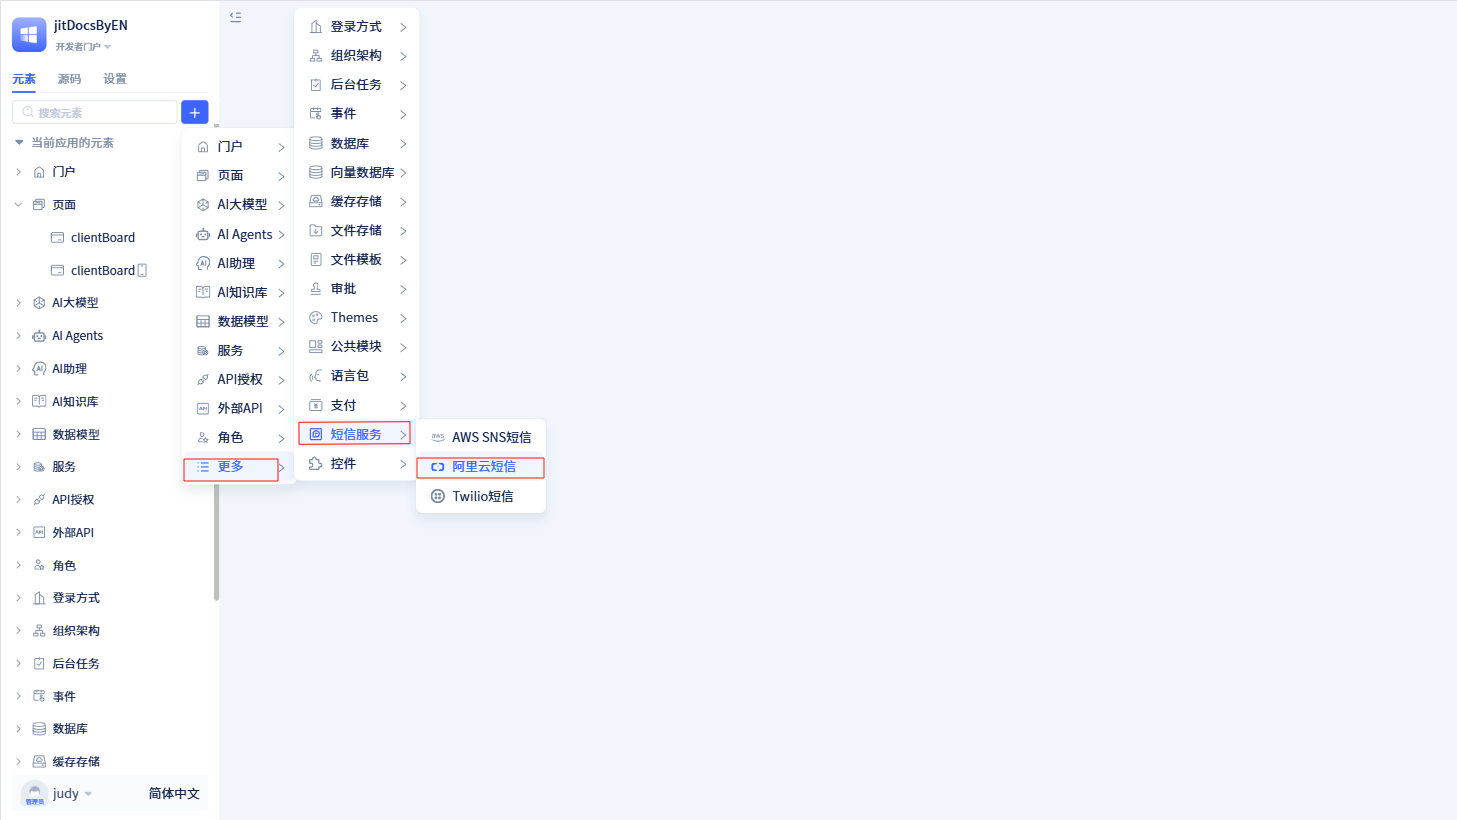 jitDocsByEN
开发者门户
元素 源码 设置
搜索元素
当前应用的元素
门户
页面
clientBoard
clientBoard
AI大模型
AI Agents
AI助理
AI知识库
数据模型
服务
API授权
外部API
角色
登录方式
组织架构
后台任务
事件
数据库
缓存存储
管理员
judy
简体中文
门户
页面
AI大模型
AI Agents
AI助理
AI知识库
数据模型
服务
API授权
外部API
角色
更多
登录方式
组织架构
后台任务
事件
数据库
向量数据库
缓存存储
文件存储
文件模板
审批
Themes
公共模块
语言包
支付
短信服务
控件
aws AWS SNS短信
阿里云短信
Twilio短信